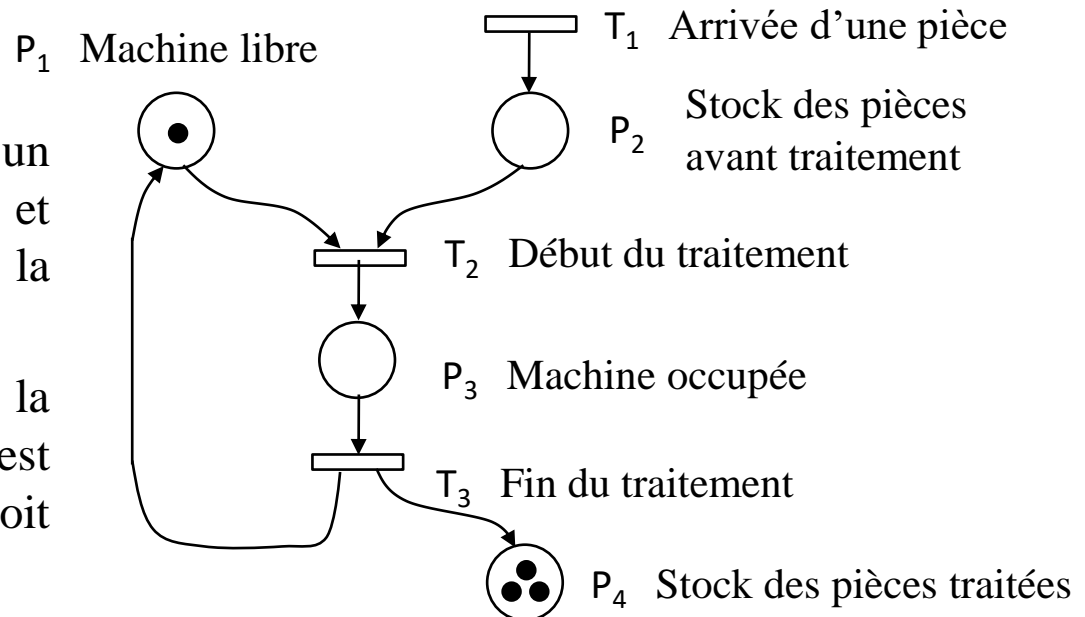 T1 Arrivée d’une pièce
P1 Machine libre
Stock des pièces
P2
avant traitement
un
et
la
T2 Début du traitement
la
P3 Machine occupée
est
T3 Fin du traitement
oit
P4 Stock des pièces traitées